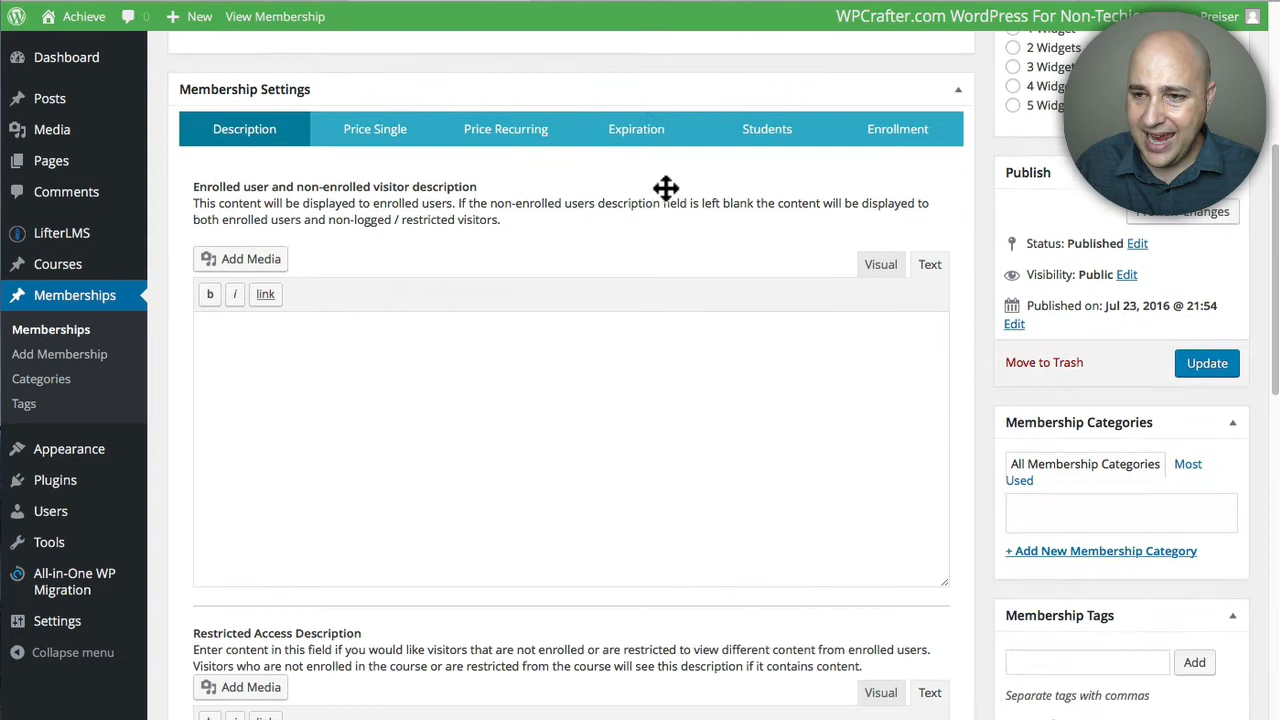 Achieve 0 New View Membership
WPCrafter.com WordPress For Non-Techi
Preiser
Dashboard
Posts
Media
Pages
Comments
LifterLMS
Courses
Memberships
Memberships
Add Membership
Categories
Tags
Appearance
Plugins
Users
Tools
All-in-One WP
Migration
Settings
Collapse menu
Membership Settings
Description Price Single Price Recurring Expiration Students Enrollment
Enrolled user and non-enrolled visitor description
This content will be displayed to enrolled users. If the non-enrolled users description field is left blank the content will be displayed to
both enrolled users and non-logged / restricted visitors.
Add Media
Visual Text
b i link
Restricted Access Description
Enter content in this field if you would like visitors that are not enrolled or are restricted to view different content from enrolled users.
Visitors who are not enrolled in the course or are restricted from the course will see this description if it contains content.
Add Media
Visual Text
2 Widgets
3 Widget
4 Widge
5 Widg
Publish
Status: Published Edit
Visibility: Public Edit
Published on: Jul 23, 2016 @ 21:54
Edit
Move to Trash
Update
Membership Categories
All Membership Categories Most
Used
+ Add New Membership Category
Membership Tags
Add
Separate tags with commas